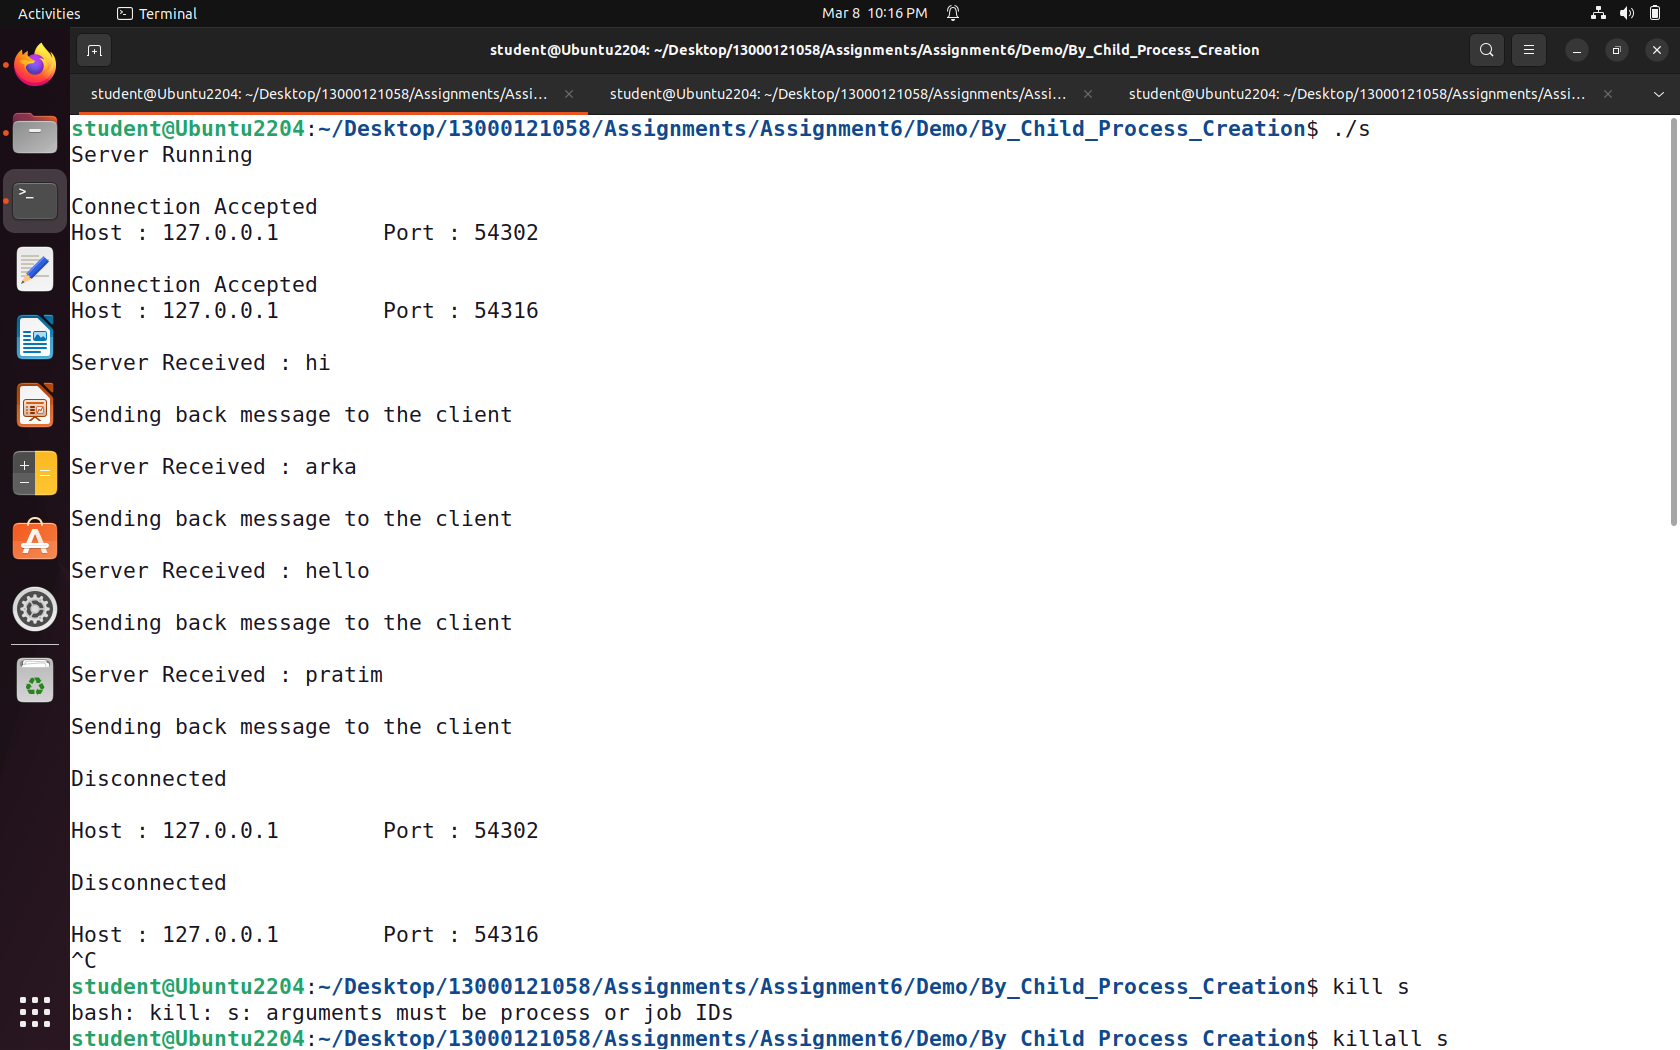 Activities
Terminal
Mar 8 10:16 PM
student@Ubuntu2204: ~/Desktop/13000121058/Assignments/Assignment6/Demo/By_Child_Process_Creation
student@Ubuntu2204: ~/Desktop/13000121058/Assignments/Assi...
student@Ubuntu2204: ~/Desktop/13000121058/Assignments/Assi...
student@Ubuntu2204: ~/Desktop/13000121058/Assignments/Assi...
student@Ubuntu2204:~/Desktop/13000121058/Assignments/Assignment6/Demo/By_Child_Process_Creation$ ./s
Server Running
Connection Accepted
Host : 127.0.0.1 Port : 54302
Connection Accepted
Host : 127.0.0.1 Port : 54316
Server Received : hi
Sending back message to the client
Server Received : arka
Sending back message to the client
Server Received : hello
Sending back message to the client
Server Received : pratim
Sending back message to the client
Disconnected
Host : 127.0.0.1 Port : 54302
Disconnected
Host : 127.0.0.1 Port : 54316
^C
student@Ubuntu2204:~/Desktop/13000121058/Assignments/Assignment6/Demo/By_Child_Process_Creation$ kill s
bash: kill: s: arguments must be process or job IDs
student@Ubuntu2204:~/Desktop/13000121058/Assignments/Assignment6/Demo/By_Child_Process_Creation$ killall s